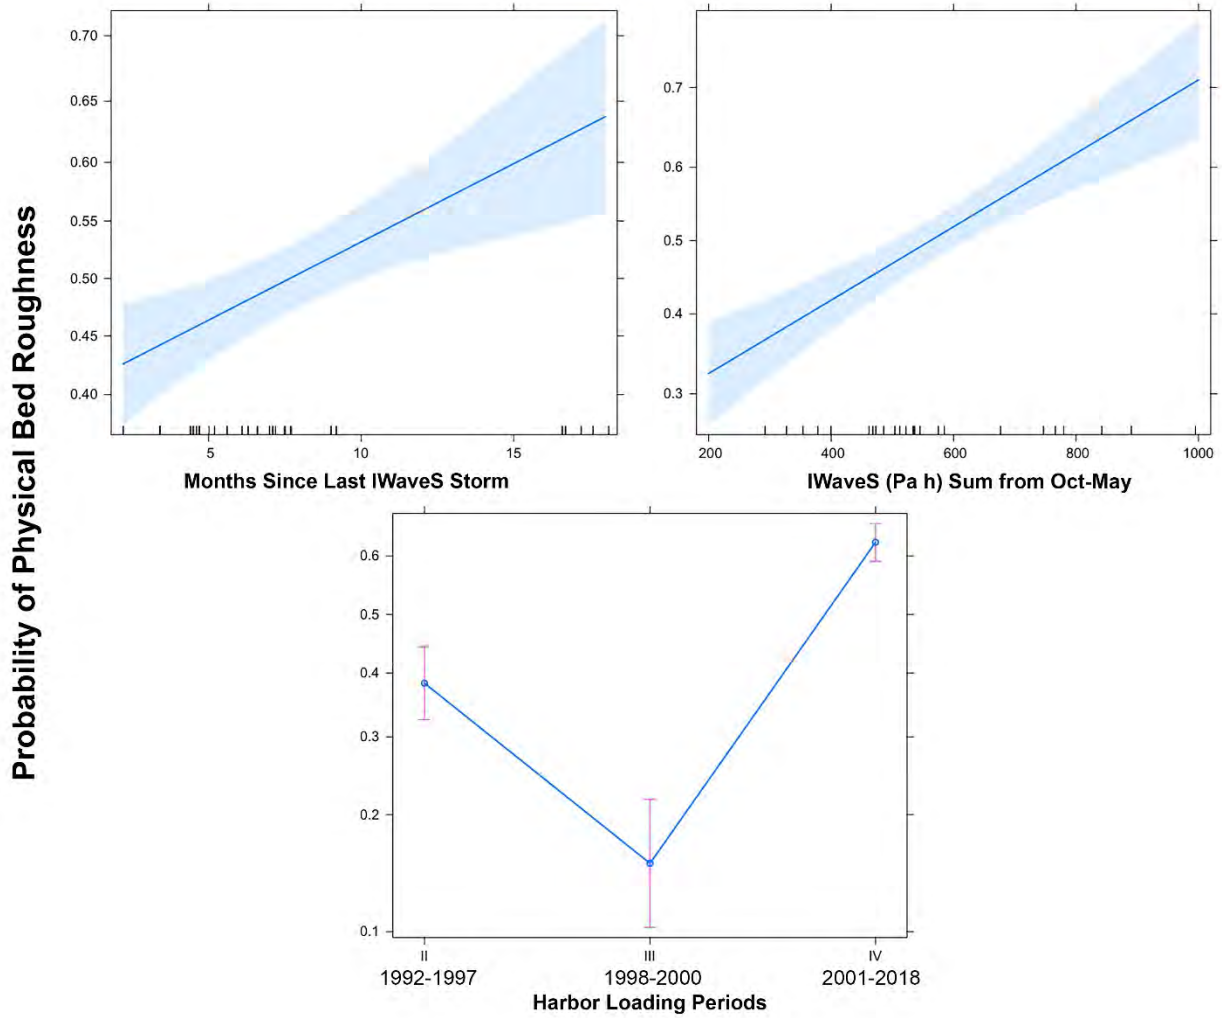 Probability of Physical Bed Roughness
0.70
0.65
0.60
0.55
0.50
0.45
0.40
5 10 15
Months Since Last IWaveS Storm
0.7
0.6
0.5
0.4
0.3
200 400 600 800 1000
IWaveS (Pa h) Sum from Oct-May
0.6
0.5
0.4
0.3
0.2
0.1
II III IV
1992-1997 1998-2000 2001-2018
Harbor Loading Periods